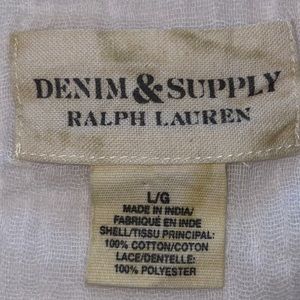 DENIM & SUPPLY
RALPH LAUREN
L/G
MADE IN INDIA/
FABRIQUÉ EN INDE
SHELL/TISSU PRINCIPAL:
100% COTTON/COTON
LACE/DENTELLE:
100% POLYESTER